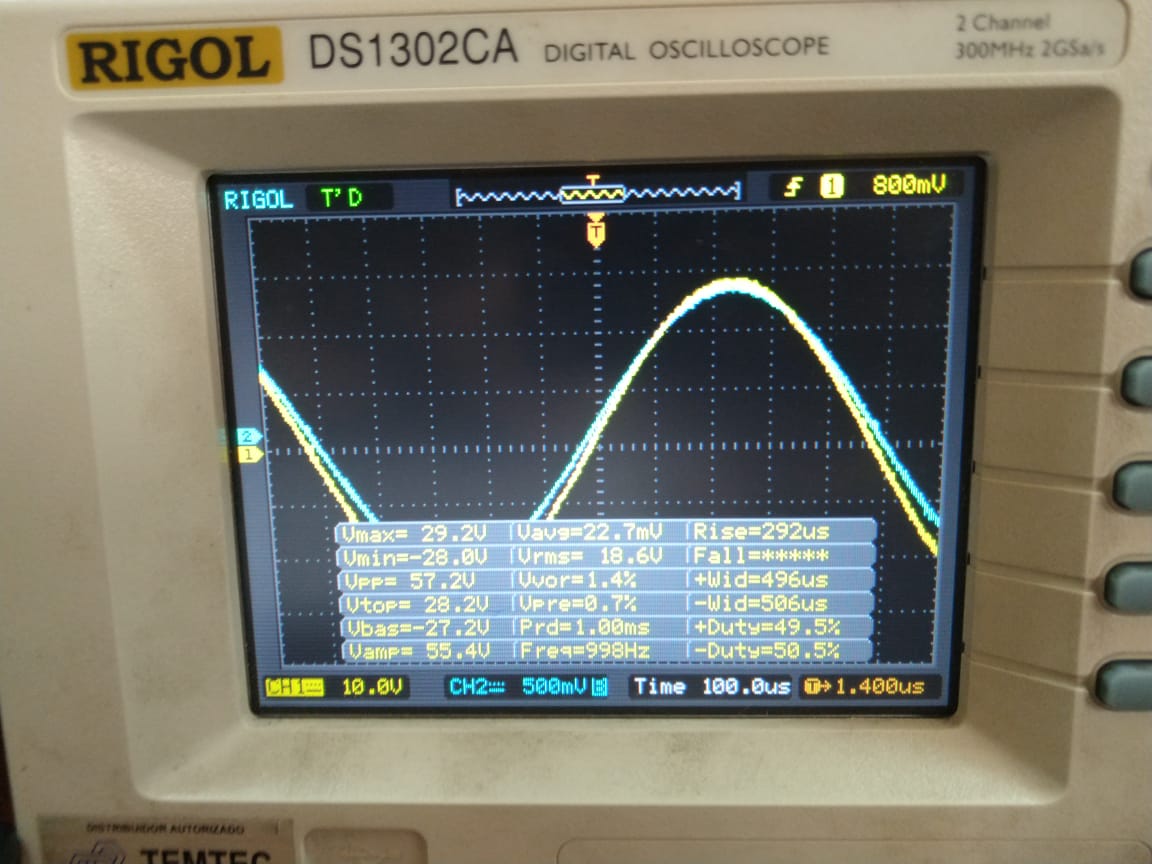 RIGOL DS1302CA DIGITAL OSCILLOSCOPE
2 Channel
300MHz 2GSa/s
RIGOL T'D T 1 800mV
T
2
1
Vmax= 29.2V Vavg=22.7mV Rise=292us
Vmin=-28.0V Vrms= 18.6V Fall=*****
Vpp= 57.2V Vvor=1.4% +Wid=496us
Vtop= 28.2V Vpre=0.7% -Wid=506us
Vbas=-27.2V Prd=1.00ms +Duty=49.5%
Vamp= 55.4V Freq=998Hz -Duty=50.5%
CH1 10.0V CH2 500mV B Time 100.0us T→1.400us
DISTRIBUIDOR AUTORIZADO
TEMTEC